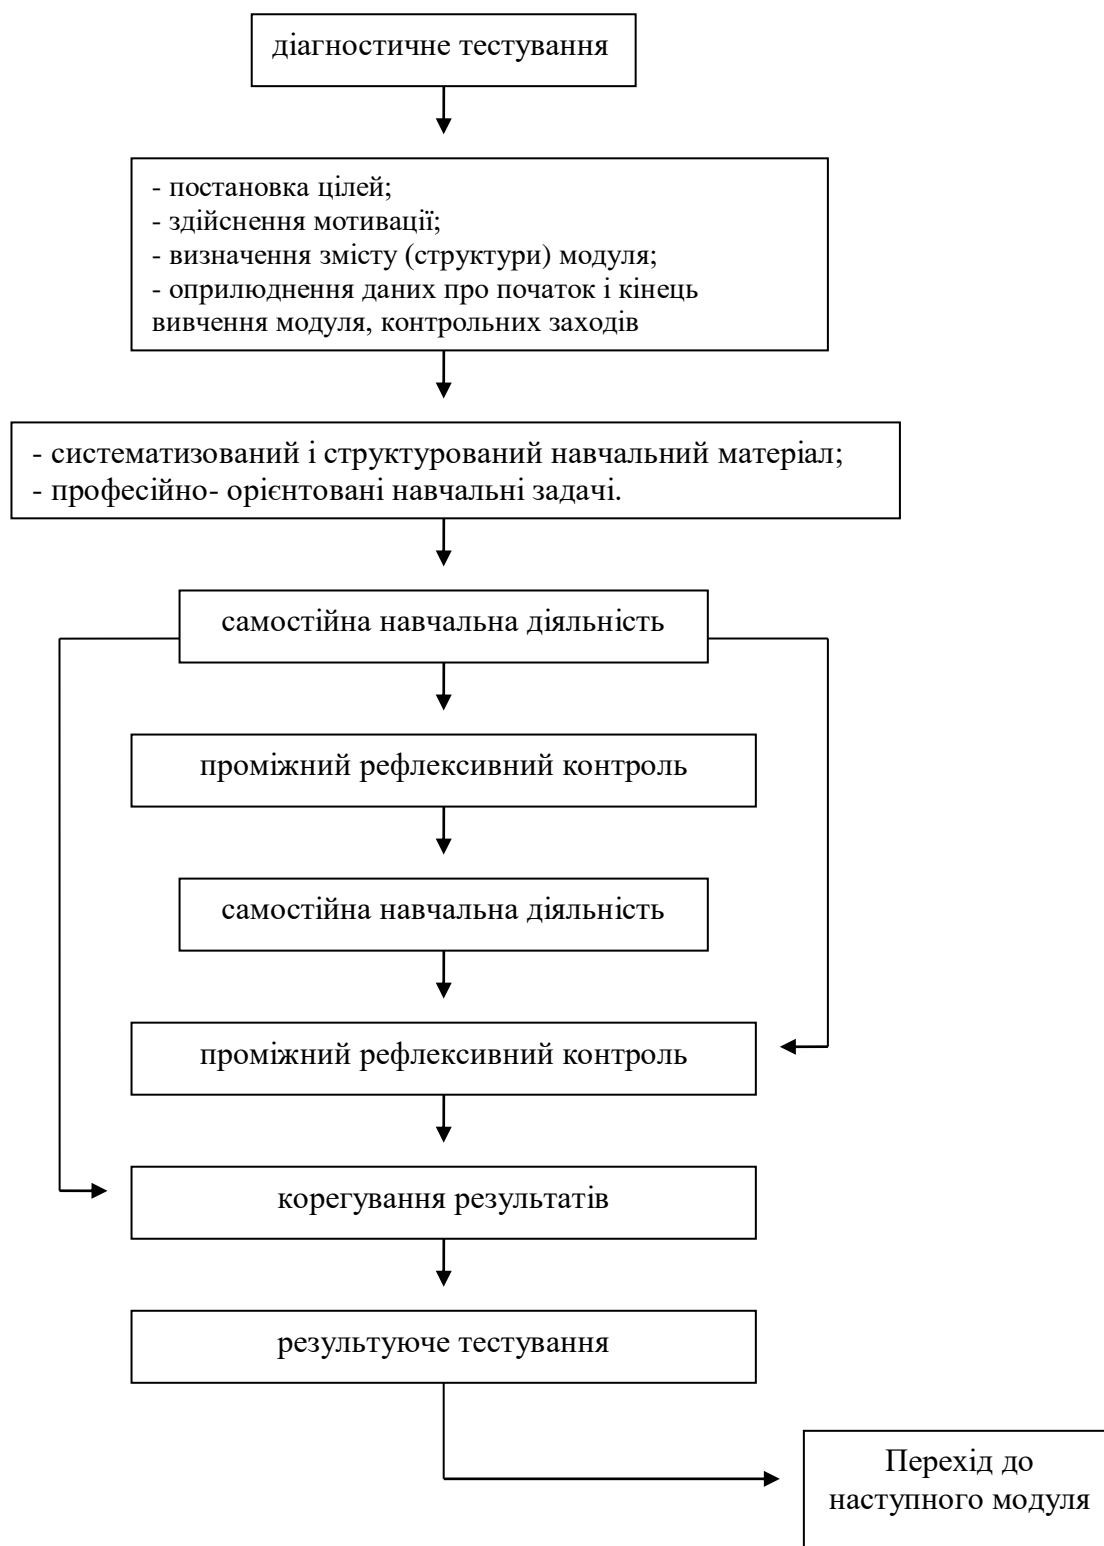 діагностичне тестування
- постановка цілей;
- здійснення мотивації;
- визначення змісту (структури) модуля;
- оприлюднення даних про початок і кінець
вивчення модуля, контрольних заходів
- систематизований і структурований навчальний матеріал;
- професійно- орієнтовані навчальні задачі.
самостійна навчальна діяльність
проміжний рефлексивний контроль
самостійна навчальна діяльність
проміжний рефлексивний контроль
корегування результатів
результуюче тестування
Перехід до
наступного модуля